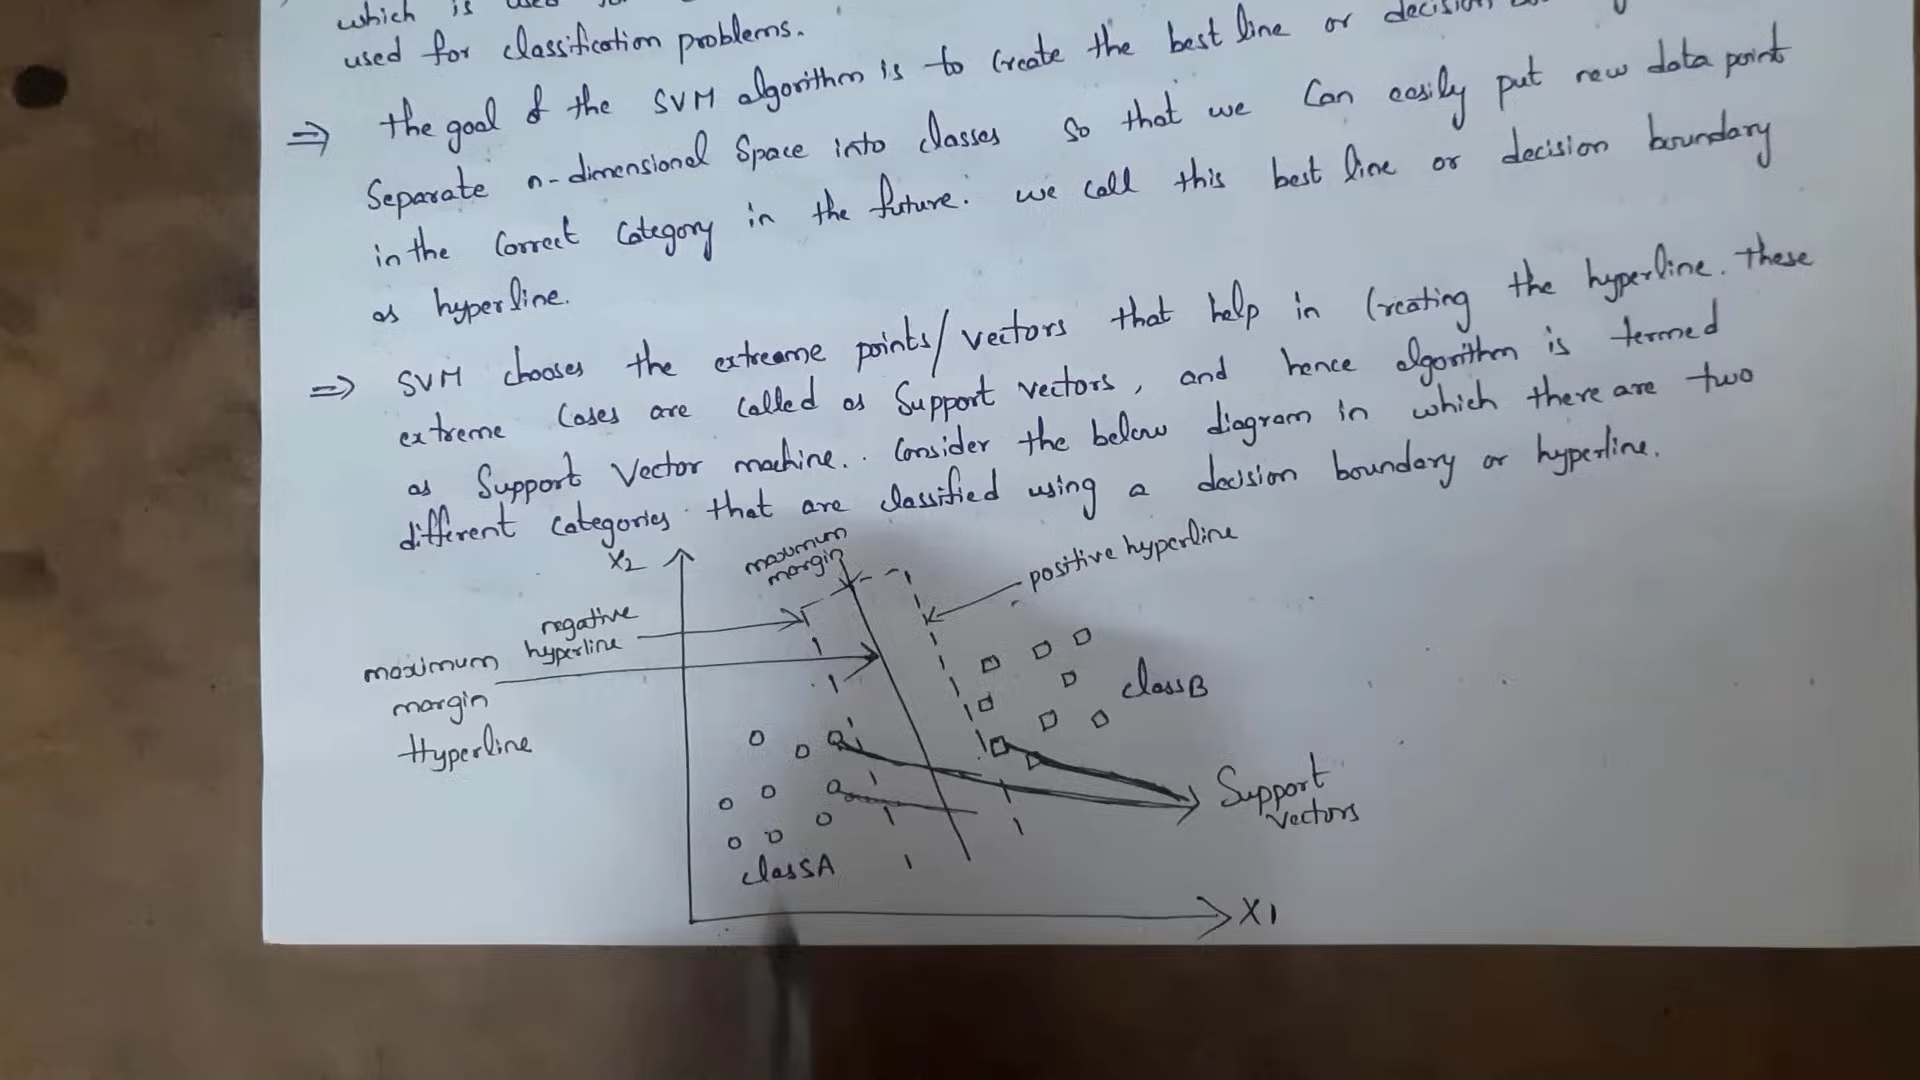 which is used
used for classification problems.
⇒ the goal of the SVM algorithm is to create the best line or decision
Separate n-dimensional Space into classes so that we can easily put new data point
in the correct category in the future. we call this best line or decision boundary
as hyperline.
⇒ SVM chooses the extreame points/vectors that help in creating the hyperline. these
extreme cases are called as Support vectors, and hence algorithm is termed
as Support Vector machine.. Consider the below diagram in which there are two
different categories that are classified using a decision boundary or hyperline.
X2
maximum
margin
positive hyperline
negative
hyperline
maximum
margin
Hyperline
class B
Support
vectors
class A
X1